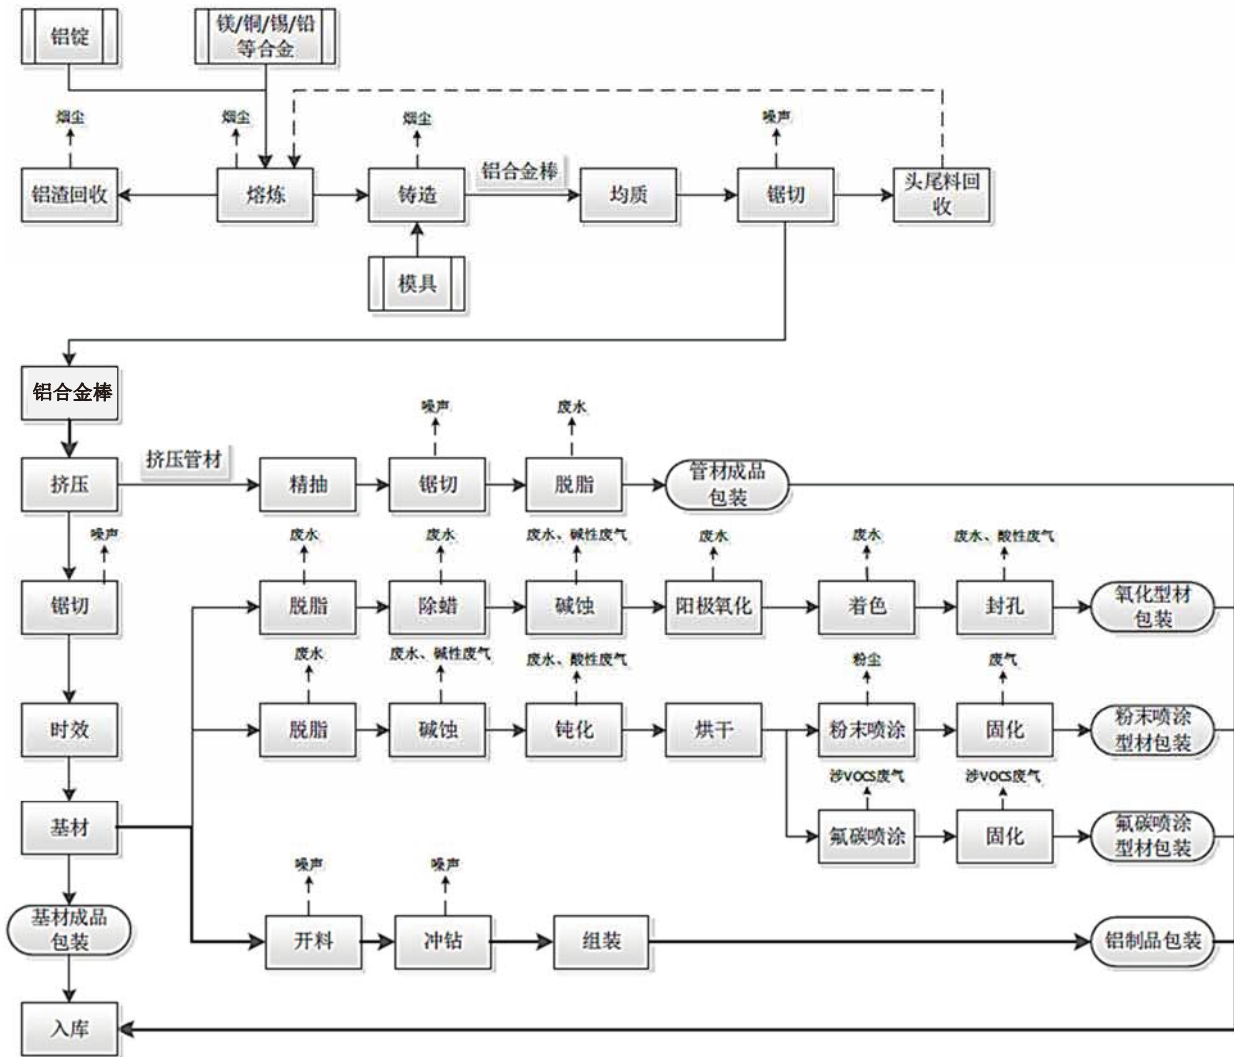 铝锭
镁/铜/锡/铅
等合金
烟尘
烟尘
烟尘
噪声
铝渣回收
熔炼
铸造
铝合金棒
均质
锯切
头尾料回
收
模具
铝合金棒
噪声
废水
挤压
挤压管材
精抽
锯切
脱脂
管材成品
包装
噪声
废水
废水
废水、碱性废气
废水
废水
废水、酸性废气
锯切
脱脂
除蜡
碱蚀
阳极氧化
着色
封孔
氧化型材
包装
废水
废水、碱性废气
废水、酸性废气
粉尘
废气
时效
脱脂
碱蚀
钝化
烘干
粉末喷涂
固化
粉末喷涂
型材包装
涉VOCS废气
涉VOCS废气
基材
氟碳喷涂
固化
氟碳喷涂
型材包装
噪声
噪声
基材成品
包装
开料
冲钻
组装
铝制品包装
入库